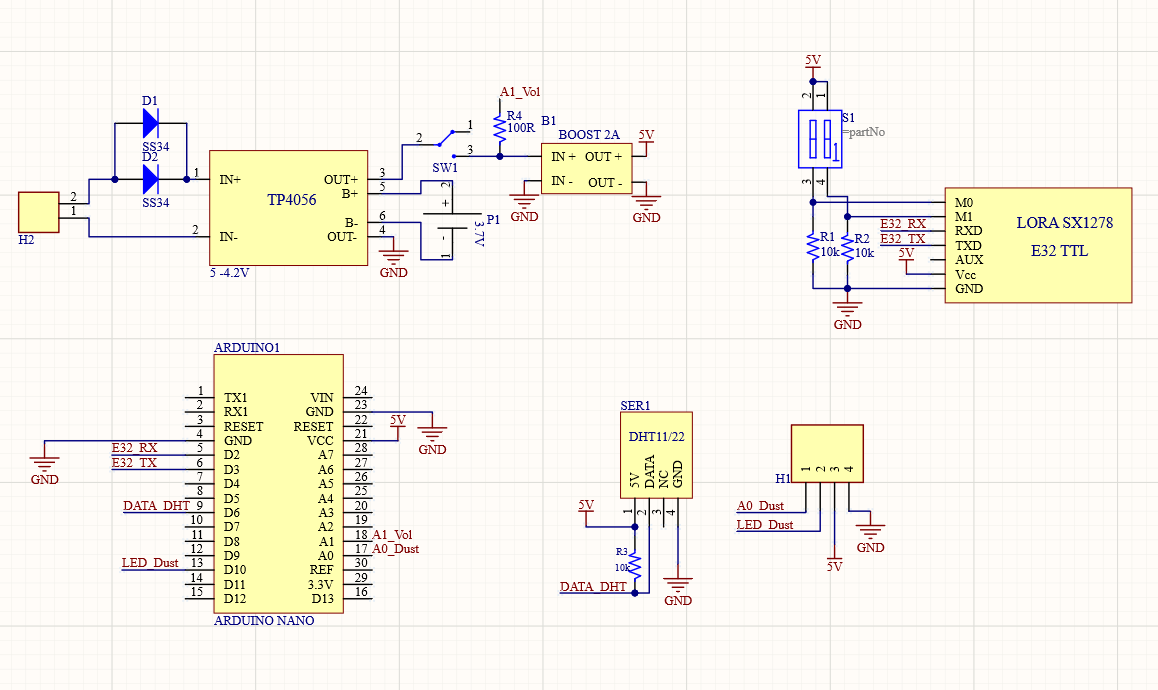 D1
SS34
D2
SS34
1 IN+
2 IN-
TP4056
OUT+ 3
B+ 5
B- 6
OUT- 4
5 -4.2V
GND
2
1
H2
2
1
3
SW1
A1_Vol
R4
100R
B1
BOOST 2A
IN + OUT +
IN - OUT -
5V
GND
GND
2
+
P1
3.7V
-
1
5V
2 1
S1
=partNo
1
3 4
R1
10k
R2
10k
GND
E32_RX
E32_TX
5V
M0
M1
RXD
TXD
AUX
Vcc
GND
LORA SX1278
E32 TTL
ARDUINO1
1 TX1 VIN 24
2 RX1 GND 23
3 RESET RESET 22
4 GND VCC 21
5 D2 A7 28
6 D3 A6 27
7 D4 A5 26
8 D5 A4 25
9 D6 A3 20
10 D7 A2 19
11 D8 A1 18
12 D9 A0 17
13 D10 REF 30
14 D11 3.3V 29
15 D12 D13 16
ARDUINO NANO
GND
E32_RX
E32_TX
DATA_DHT
LED_Dust
5V
GND
A1_Vol
A0_Dust
SER1
DHT11/22
5V DATA NC GND
1 2 3 4
5V
R3
10k
DATA_DHT
GND
H1
1 2 3 4
A0_Dust
LED_Dust
5V
GND